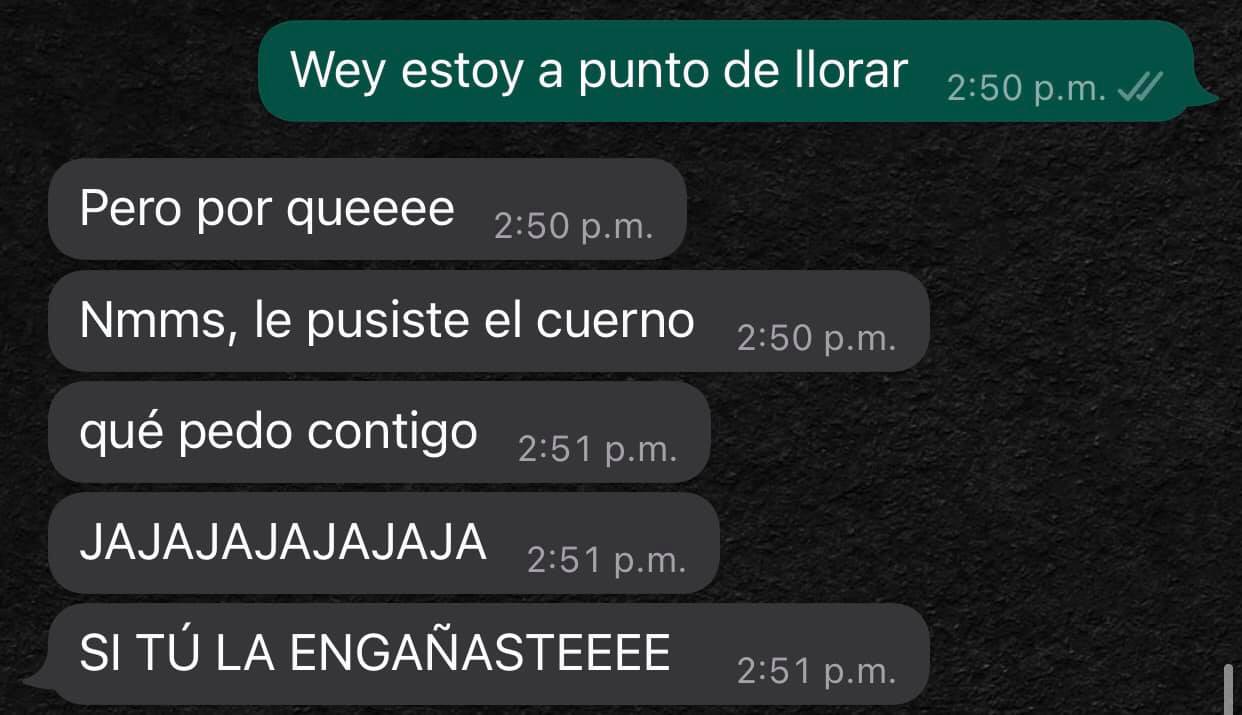 Wey estoy a punto de llorar 2:50 p.m.
Pero por queeee 2:50 p.m.
Nmms, le pusiste el cuerno 2:50 p.m.
qué pedo contigo 2:51 p.m.
JAJAJAJAJAJAJA 2:51 p.m.
SI TÚ LA ENGAÑASTEEEE 2:51 p.m.